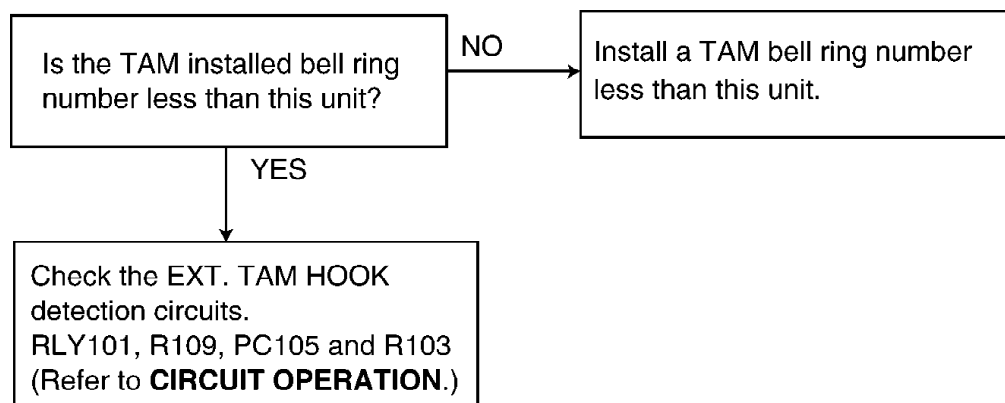 Is the TAM installed bell ring
number less than this unit?
NO
Install a TAM bell ring number
less than this unit.
YES
Check the EXT. TAM HOOK
detection circuits.
RLY101, R109, PC105 and R103
(Refer to CIRCUIT OPERATION.)